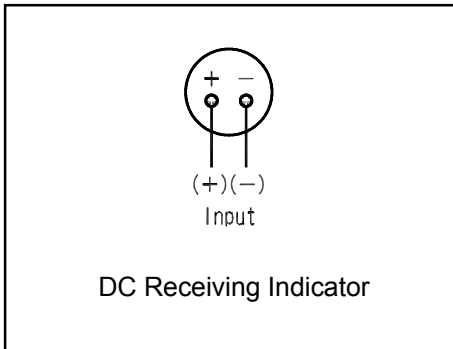 + −
(+)(−)
Input
DC Receiving Indicator